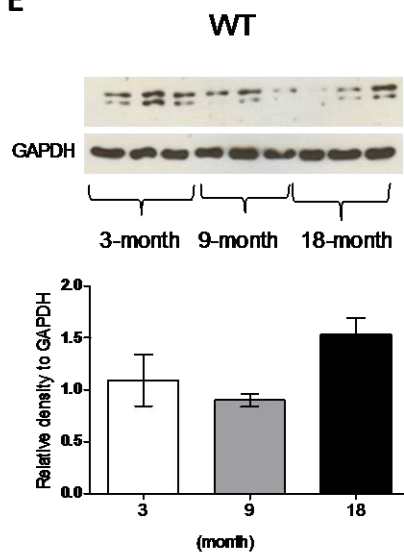 E
WT
GAPDH
3-month 9-month 18-month
Relative density to GAPDH
2.0
1.5
1.0
0.5
0.0
3 9 18
(month)